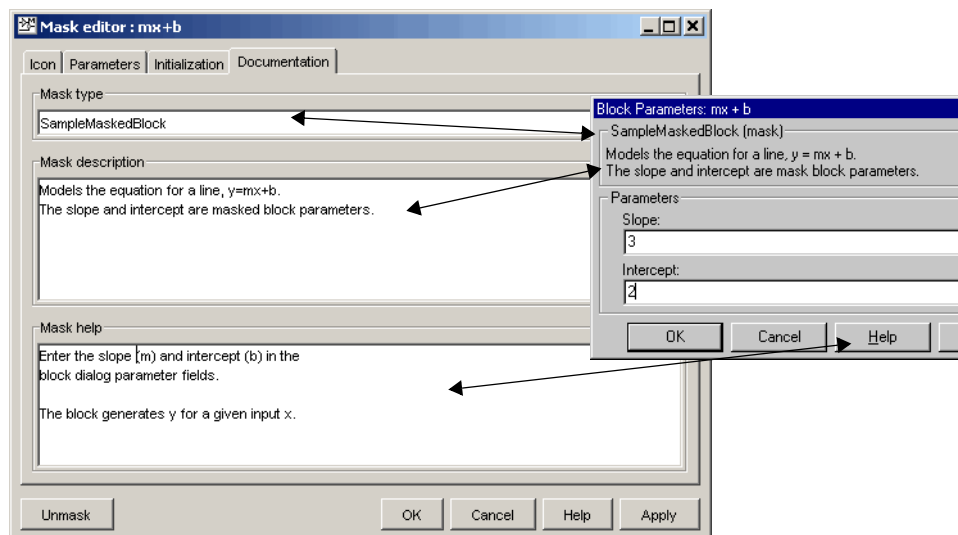 Mask editor : mx+b
Icon Parameters Initialization Documentation
Mask type
SampleMaskedBlock
Mask description
Models the equation for a line, y=mx+b.
The slope and intercept are masked block parameters.
Mask help
Enter the slope (m) and intercept (b) in the
block dialog parameter fields.
The block generates y for a given input x.
Unmask OK Cancel Help Apply
Block Parameters: mx + b
SampleMaskedBlock (mask)
Models the equation for a line, y = mx + b.
The slope and intercept are mask block parameters.
Parameters
Slope:
3
Intercept:
2
OK Cancel Help